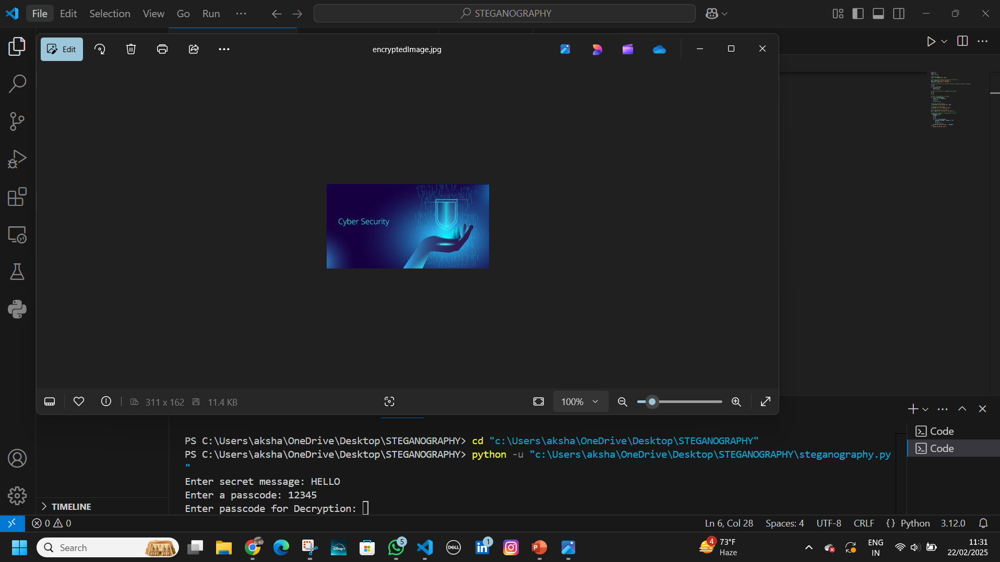 File Edit Selection View Go Run ... STEGANOGRAPHY
Edit encryptedImage.jpg
Cyber Security
311 x 162 11.4 KB 100%
PS C:\Users\aksha\OneDrive\Desktop\STEGANOGRAPHY> cd "c:\Users\aksha\OneDrive\Desktop\STEGANOGRAPHY"
PS C:\Users\aksha\OneDrive\Desktop\STEGANOGRAPHY> python -u "c:\Users\aksha\OneDrive\Desktop\STEGANOGRAPHY\steganography.py
"
Enter secret message: HELLO
Enter a passcode: 12345
Enter passcode for Decryption:
Code
Code
TIMELINE
0 0 Ln 6, Col 28 Spaces: 4 UTF-8 CRLF {} Python 3.12.0
Search
Disney+
5
DELL
1
4
73°F
Haze
ENG
IN
11:31
22/02/2025